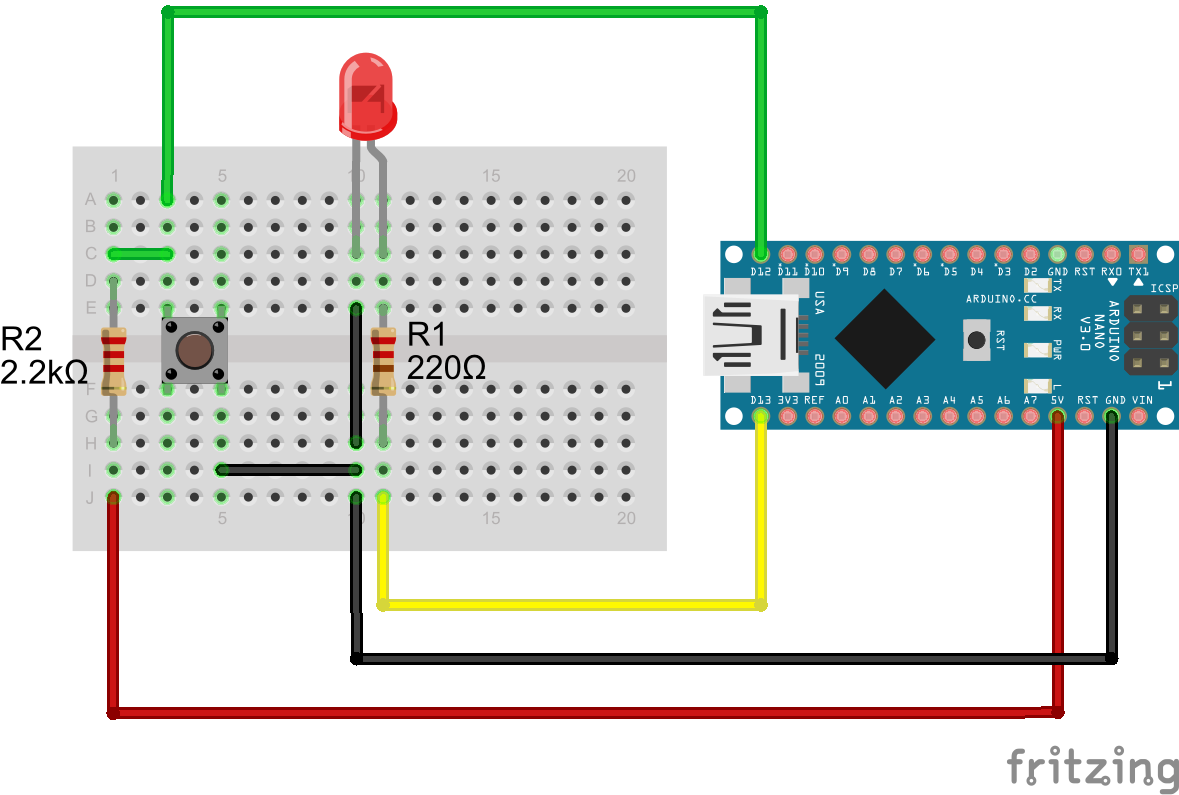 1 5 10 15 20
A
B
C
D
E
F
G
H
I
J
5 10 15 20
R2
2.2kΩ
R1
220Ω
D12 D11 D10 D9 D8 D7 D6 D5 D4 D3 D2 GND RST RX0 TX1
TX
RX
PWR
L
ICSP
1
ARDUINO.CC
USA
2009
RST
ARDUINO
NANO
V3.0
D13 3V3 REF A0 A1 A2 A3 A4 A5 A6 A7 5V RST GND VIN
fritzing